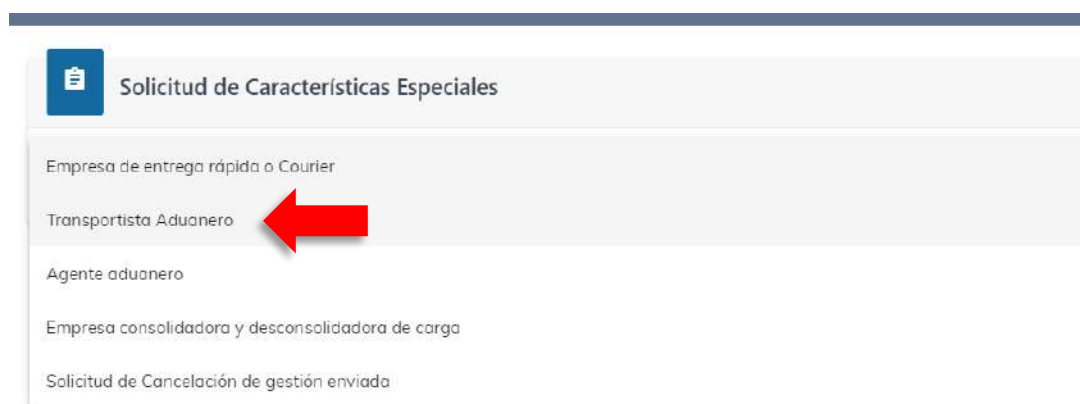 Solicitud de Características Especiales
Empresa de entrega rápida o Courier
Transportista Aduanero
Agente aduanero
Empresa consolidadora y desconsolidadora de carga
Solicitud de Cancelación de gestión enviada